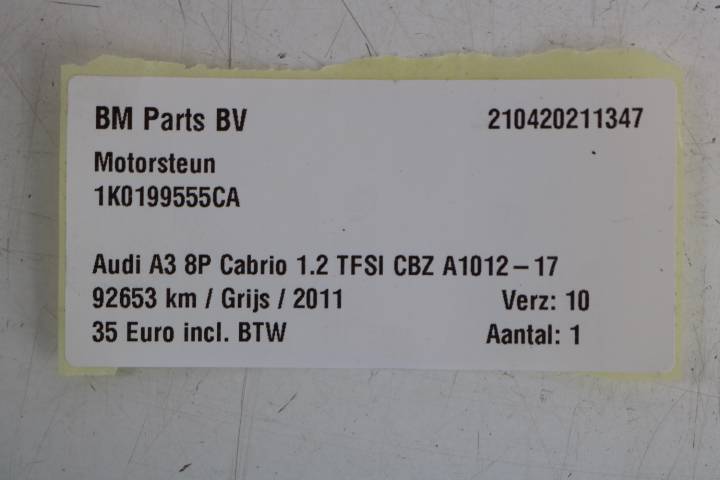 BM Parts BV 210420211347
Motorsteun
1K0199555CA
Audi A3 8P Cabrio 1.2 TFSI CBZ A1012-17
92653 km / Grijs / 2011 Verz: 10
35 Euro incl. BTW Aantal: 1